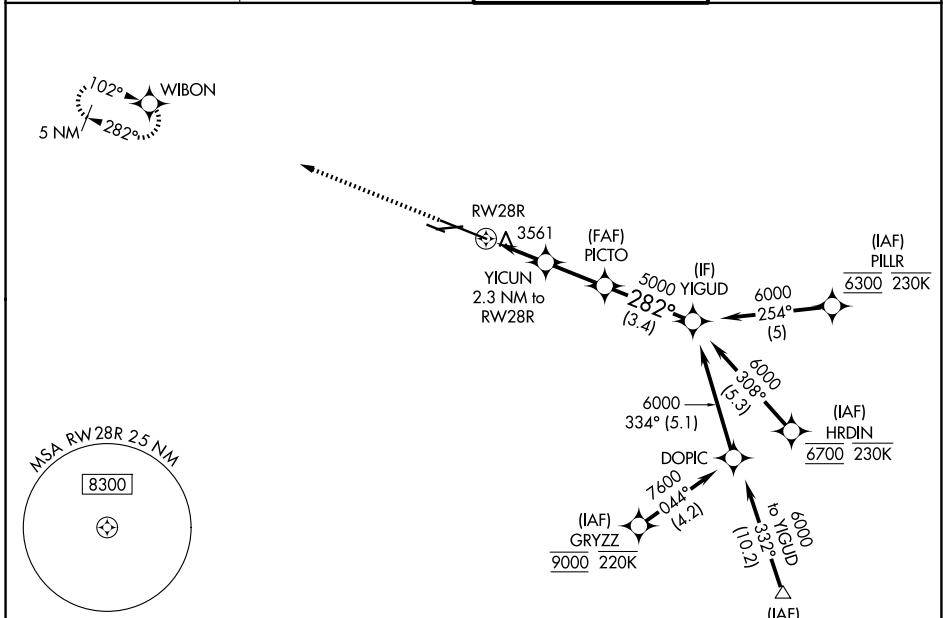 102°
WIBON
5 NM
282°
RW28R
3561
(FAF)
PICTO
(IF)
YIGUD
(IAF)
PILLR
6300 230K
YICUN
2.3 NM to
RW28R
5000
282°
(3.4)
6000
254°
(5)
6000
308°
(5.3)
6000
334° (5.1)
(IAF)
HRDIN
6700 230K
DOPIC
MSA RW28R 25 NM
8300
7600
044°
(4.2)
(IAF)
GRYZZ
9000 220K
6000
to YIGUD
332°
(10.2)
(IAF)